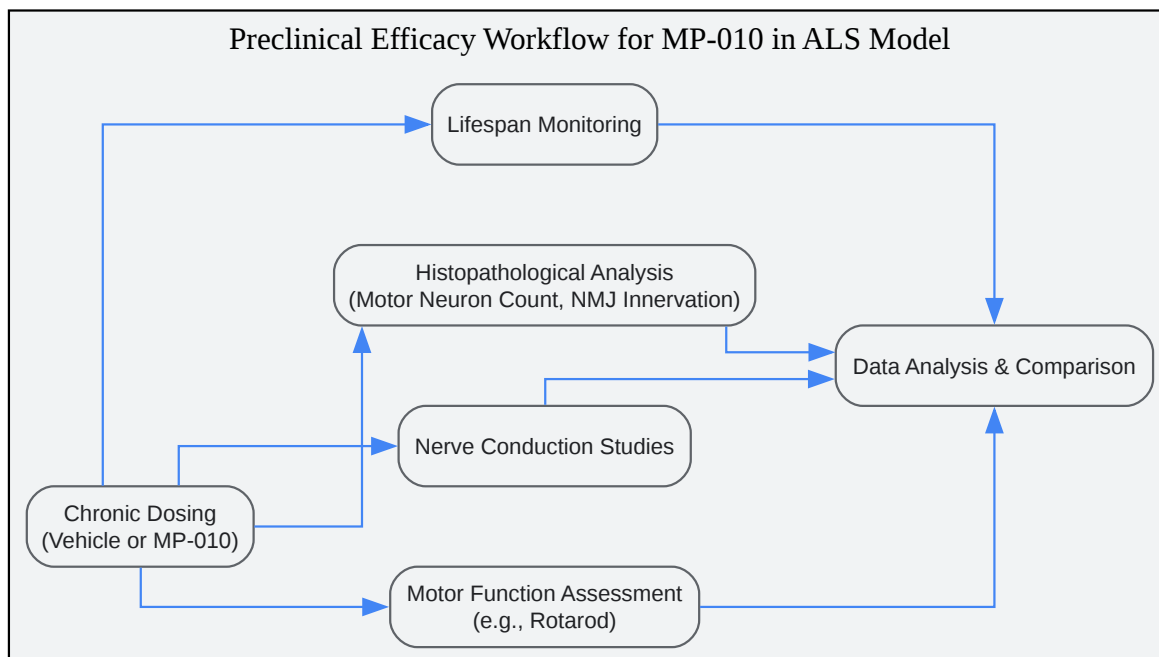 Preclinical Efficacy Workflow for MP-010 in ALS Model
Lifespan Monitoring
Histopathological Analysis
(Motor Neuron Count, NMJ Innervation)
Data Analysis & Comparison
Nerve Conduction Studies
Chronic Dosing
(Vehicle or MP-010)
Motor Function Assessment
(e.g., Rotarod)